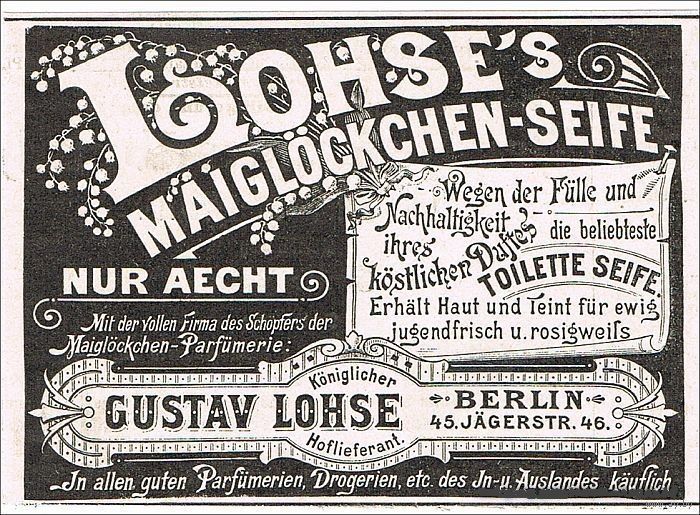 LOHSE'S
MAIGLÖCKCHEN-SEIFE
Wegen der Fülle und
Nachhaltigkeit
ihres
köstlichen Duftes
die beliebteste
TOILETTE SEIFE.
Erhält Haut und Teint für ewig
jugendfrisch u. rosigweiſs
NUR AECHT
Mit der vollen Firma des Schöpfers der
Maiglöckchen-Parfümerie:
Königlicher
GUSTAV LOHSE
Hoflieferant.
BERLIN
45. JÄGERSTR. 46.
In allen guten Parfümerien, Drogerien, etc. des In- u. Auslandes käuflich